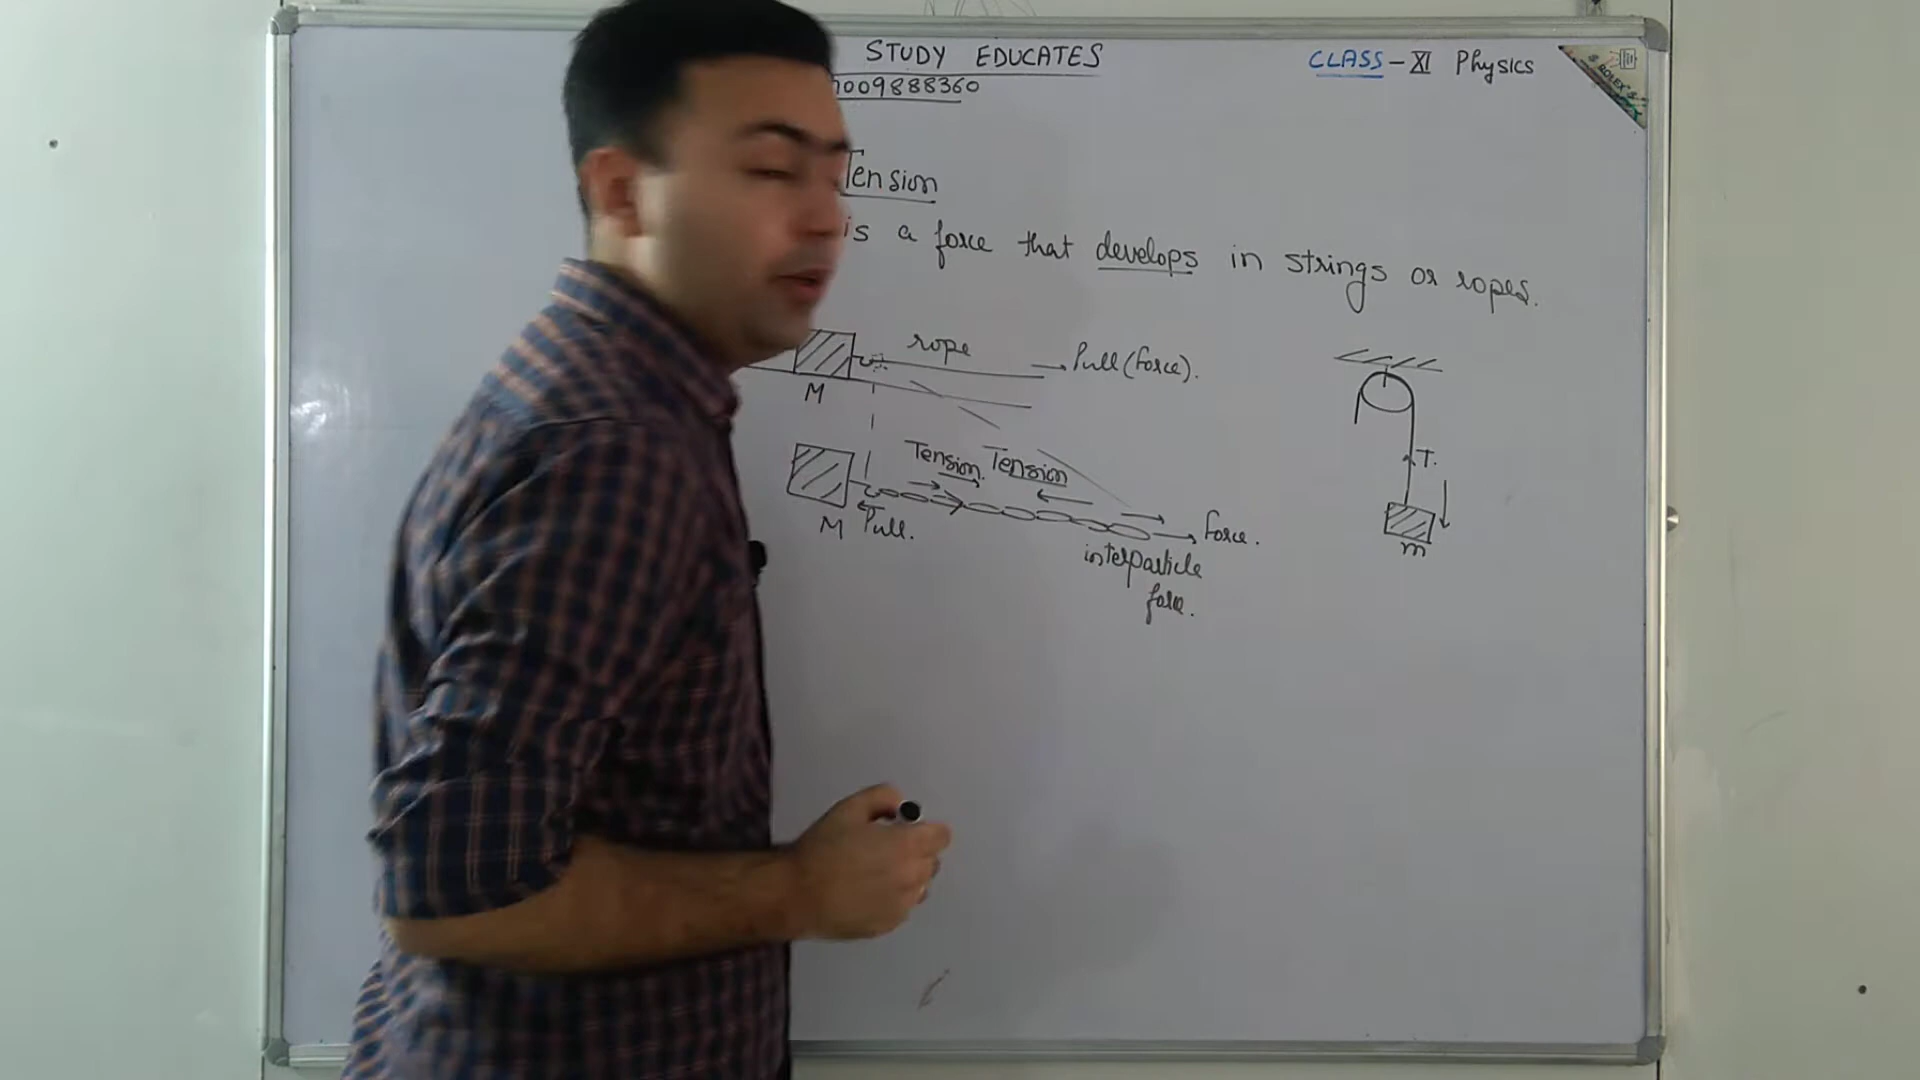 STUDY EDUCATES
CLASS - XI Physics
009888360
Tension
is a force that develops in strings or ropes.
rope
Pull (force).
M
Tension Tension
T.
M Pull.
Force.
m
interparticle
force.